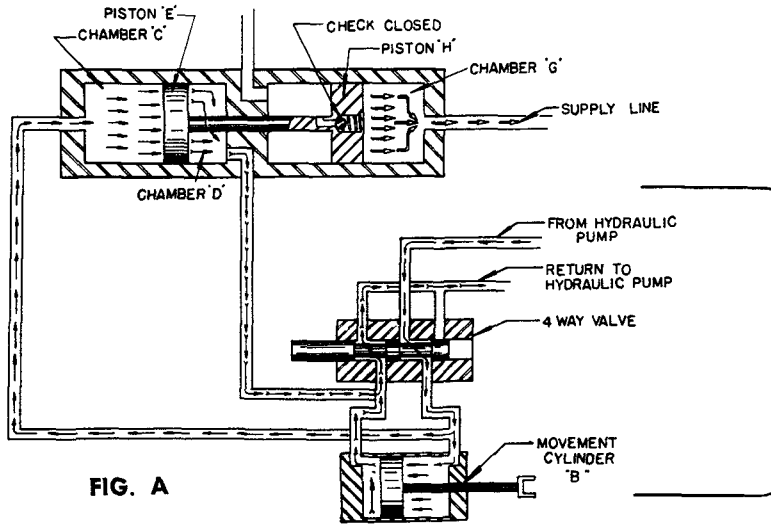 PISTON "E"
CHAMBER "C"
CHECK CLOSED
PISTON "H"
CHAMBER "G"
SUPPLY LINE
CHAMBER "D"
FROM HYDRAULIC
PUMP
RETURN TO
HYDRAULIC PUMP
4 WAY VALVE
MOVEMENT
CYLINDER
"B"
FIG. A